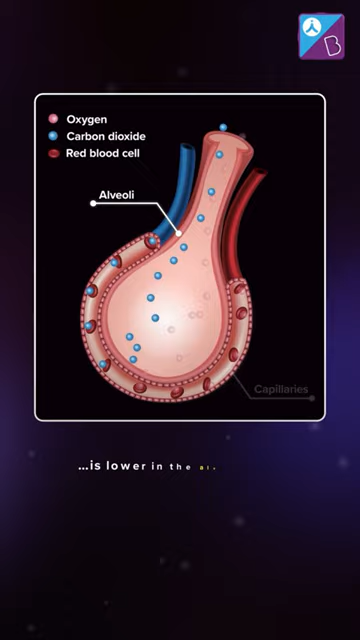 Oxygen
Carbon dioxide
Red blood cell
Alveoli
Capillaries
...is lower in the